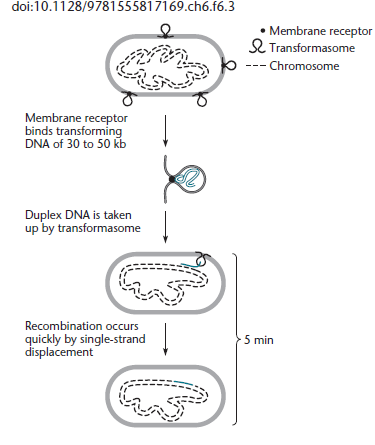 doi:10.1128/9781555817169.ch6.f6.3
Membrane receptor
Transformasome
Chromosome
Membrane receptor
binds transforming
DNA of 30 to 50 kb
Duplex DNA is taken
up by transformasome
Recombination occurs
quickly by single-strand
displacement
5 min